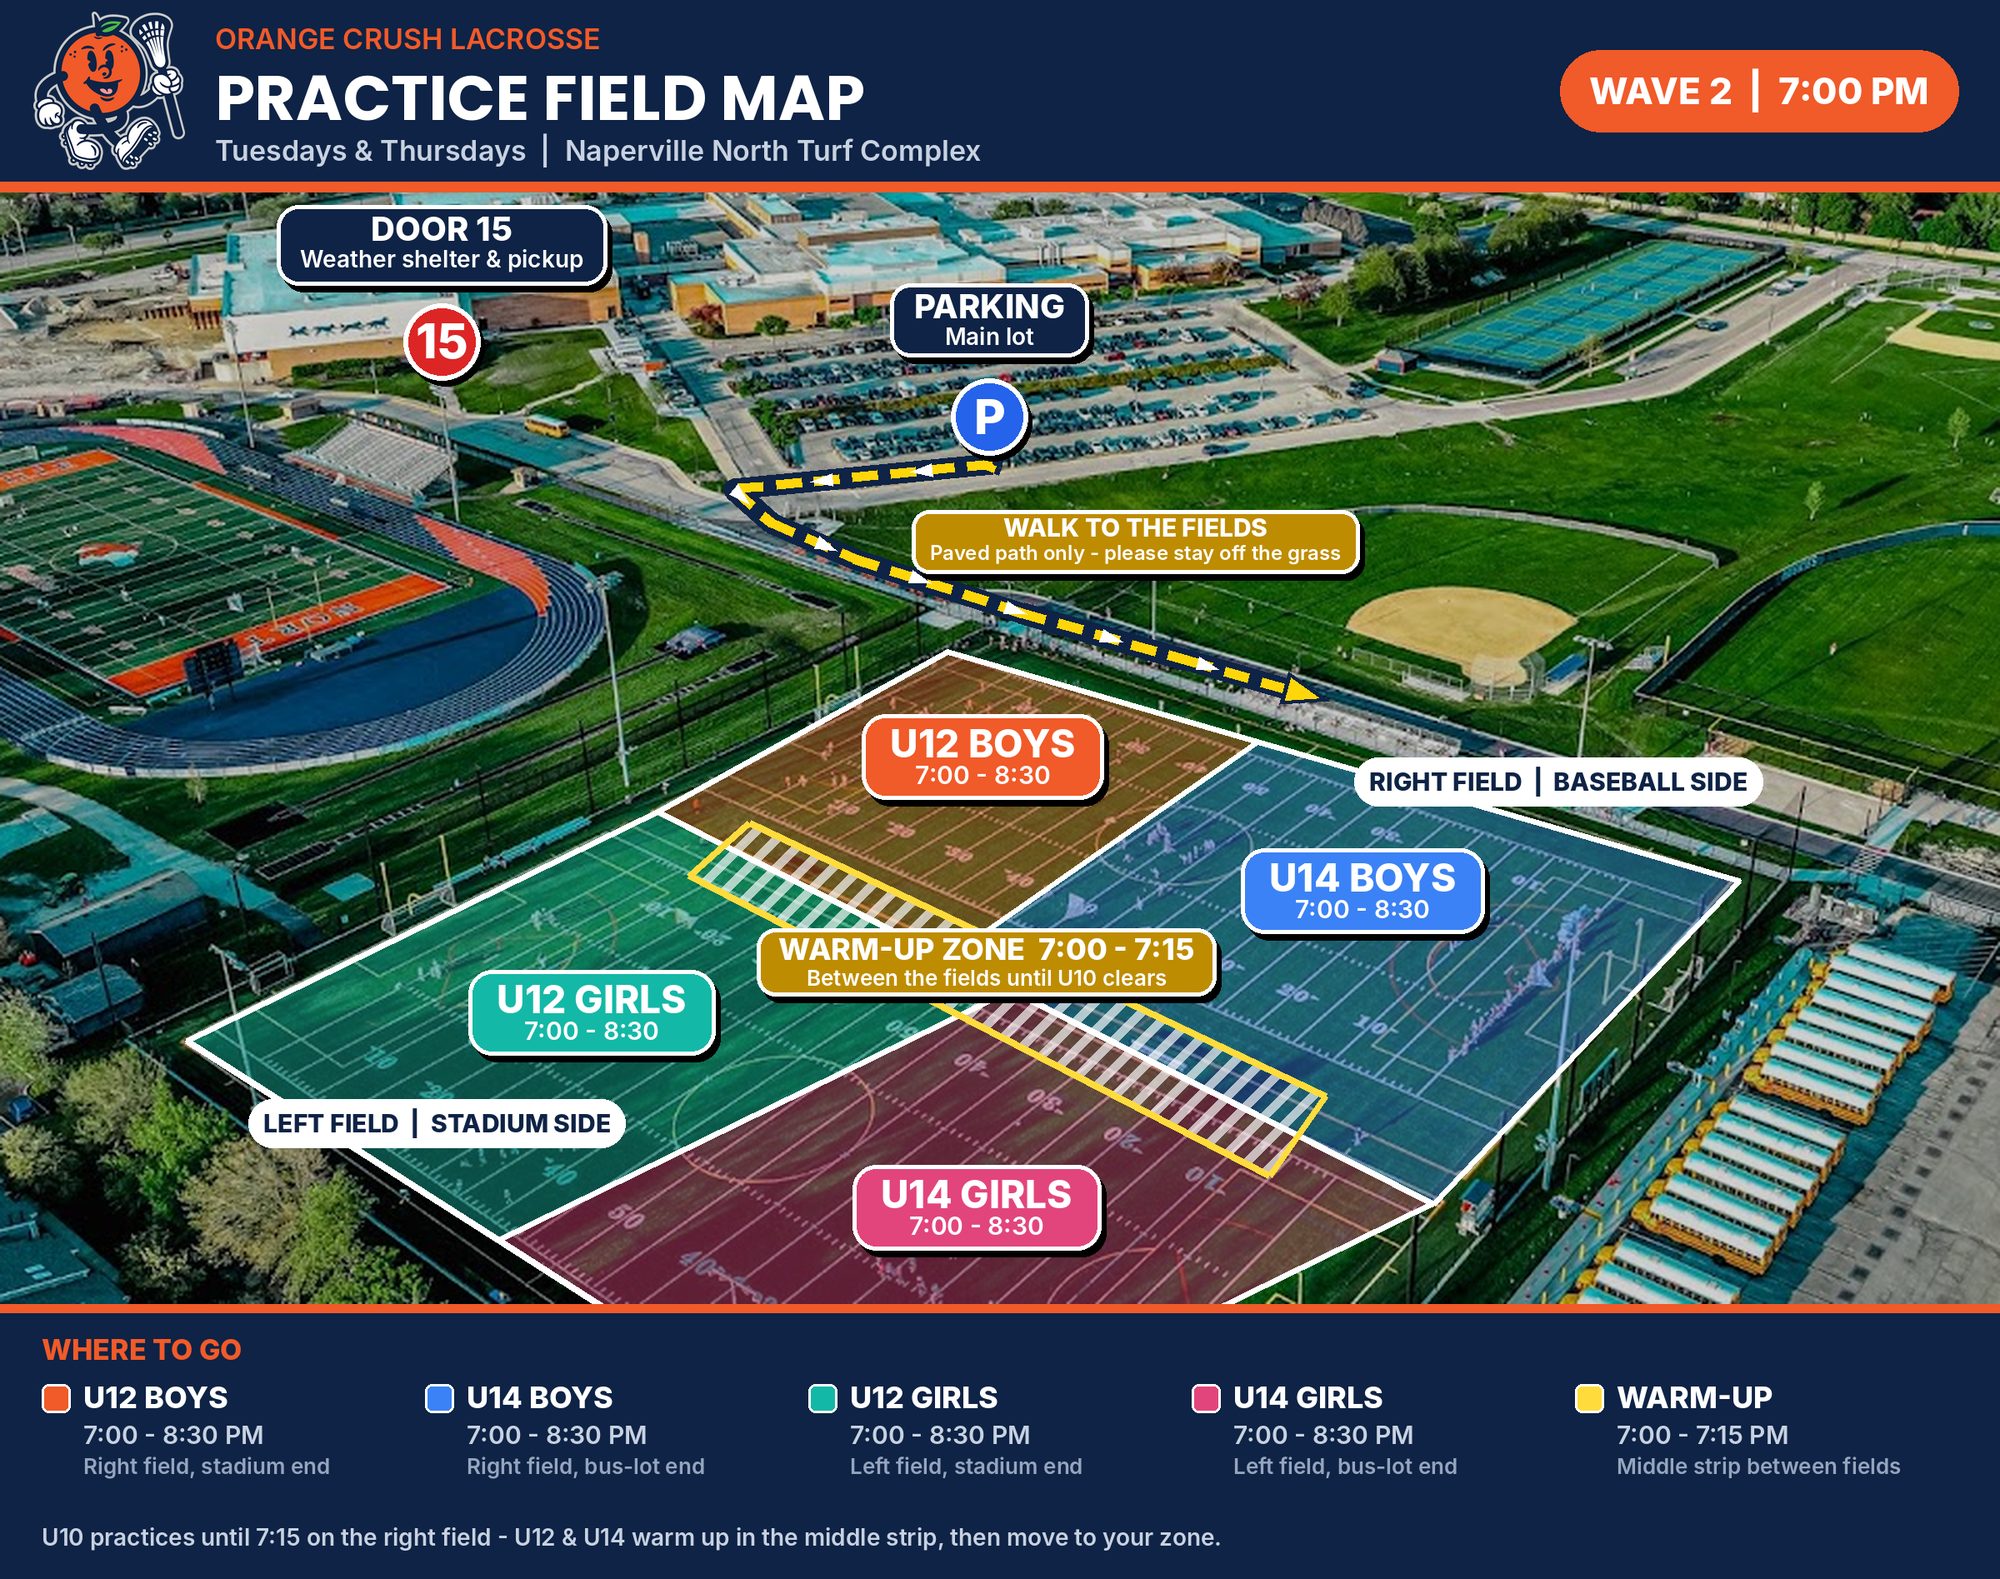 ORANGE CRUSH LACROSSE
PRACTICE FIELD MAP
Tuesdays & Thursdays | Naperville North Turf Complex
WAVE 2 | 7:00 PM
DOOR 15
Weather shelter & pickup
15
PARKING
Main lot
P
WALK TO THE FIELDS
Paved path only - please stay off the grass
U12 BOYS
7:00 - 8:30
RIGHT FIELD | BASEBALL SIDE
U14 BOYS
7:00 - 8:30
WARM-UP ZONE 7:00 - 7:15
Between the fields until U10 clears
U12 GIRLS
7:00 - 8:30
LEFT FIELD | STADIUM SIDE
U14 GIRLS
7:00 - 8:30
WHERE TO GO
U12 BOYS
7:00 - 8:30 PM
Right field, stadium end
U14 BOYS
7:00 - 8:30 PM
Right field, bus-lot end
U12 GIRLS
7:00 - 8:30 PM
Left field, stadium end
U14 GIRLS
7:00 - 8:30 PM
Left field, bus-lot end
WARM-UP
7:00 - 7:15 PM
Middle strip between fields
U10 practices until 7:15 on the right field - U12 & U14 warm up in the middle strip, then move to your zone.